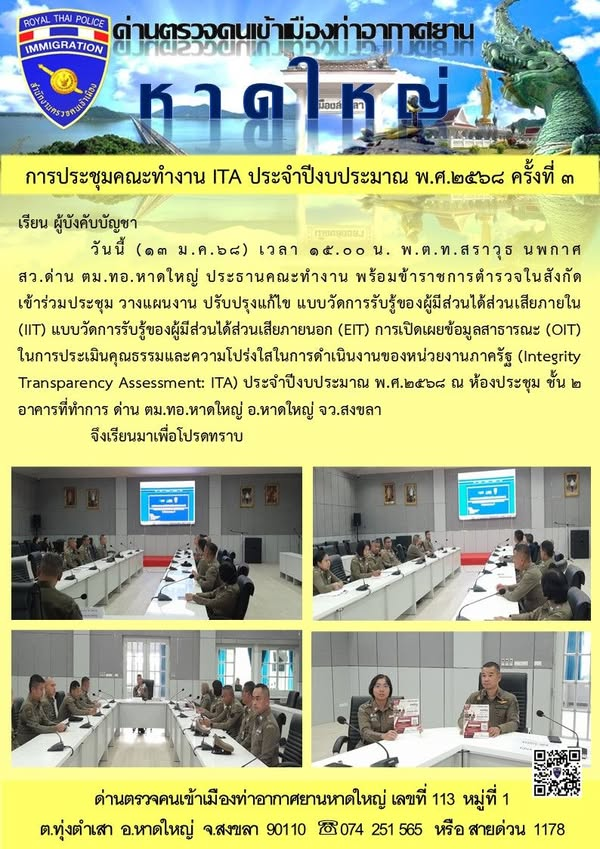 ROYAL THAI POLICE
IMMIGRATION
สำนักงานตรวจคนเข้าเมือง
ด่านตรวจคนเข้าเมืองท่าอากาศยาน
หาดใหญ่
การประชุมคณะทำงาน ITA ประจำปีงบประมาณ พ.ศ.๒๕๖๘ ครั้งที่ ๓
เรียน ผู้บังคับบัญชา
วันนี้ (๑๓ ม.ค.๖๘) เวลา ๑๕.๐๐ น. พ.ต.ท.สราวุธ นพกาศ
สว.ด่าน ตม.ทอ.หาดใหญ่ ประธานคณะทำงาน พร้อมข้าราชการตำรวจในสังกัด
เข้าร่วมประชุม วางแผนงาน ปรับปรุงแก้ไข แบบวัดการรับรู้ของผู้มีส่วนได้ส่วนเสียภายใน
(IIT) แบบวัดการรับรู้ของผู้มีส่วนได้ส่วนเสียภายนอก (EIT) การเปิดเผยข้อมูลสาธารณะ (OIT)
ในการประเมินคุณธรรมและความโปร่งใสในการดำเนินงานของหน่วยงานภาครัฐ (Integrity
Transparency Assessment: ITA) ประจำปีงบประมาณ พ.ศ.๒๕๖๘ ณ ห้องประชุม ชั้น ๒
อาคารที่ทำการ ด่าน ตม.ทอ.หาดใหญ่ อ.หาดใหญ่ จว.สงขลา
จึงเรียนมาเพื่อโปรดทราบ
ด่านตรวจคนเข้าเมืองท่าอากาศยานหาดใหญ่ เลขที่ 113 หมู่ที่ 1
ต.ทุ่งตำเสา อ.หาดใหญ่ จ.สงขลา 90110 ☏074 251 565 หรือ สายด่วน 1178